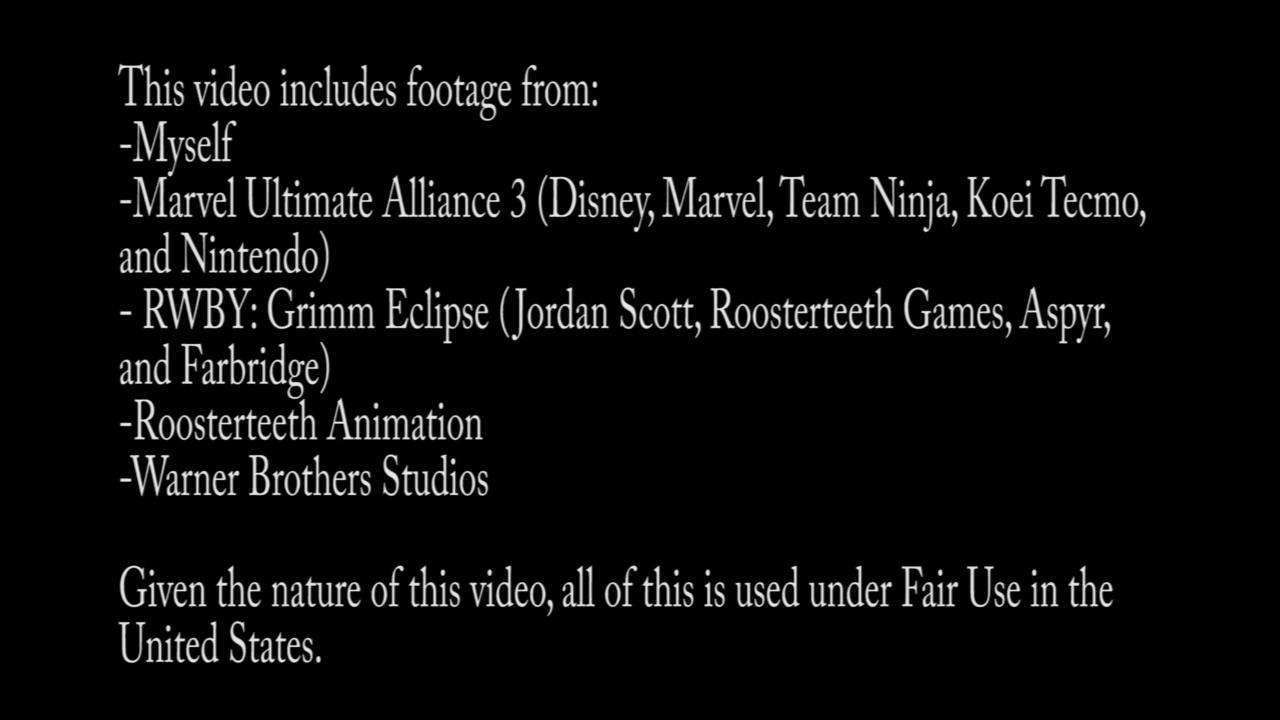 This video includes footage from:
-Myself
-Marvel Ultimate Alliance 3 (Disney, Marvel, Team Ninja, Koei Tecmo,
and Nintendo)
- RWBY: Grimm Eclipse (Jordan Scott, Roosterteeth Games, Aspyr,
and Farbridge)
-Roosterteeth Animation
-Warner Brothers Studios
Given the nature of this video, all of this is used under Fair Use in the
United States.